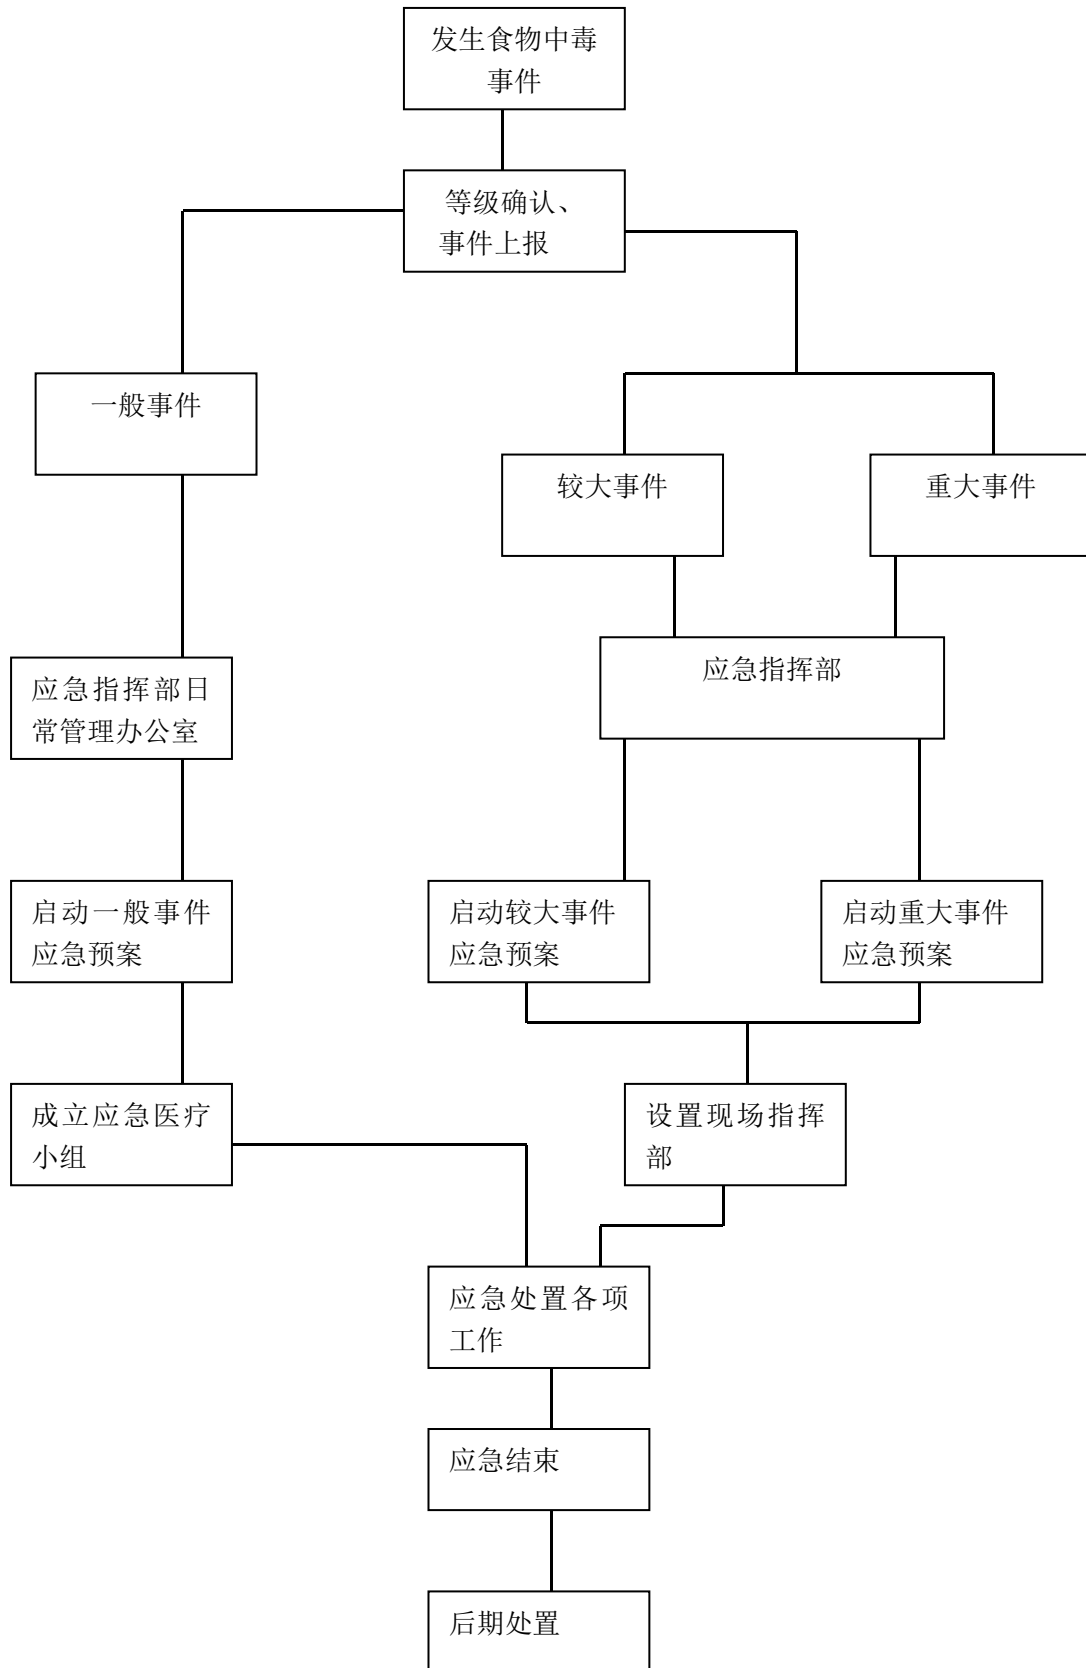 发生食物中毒
事件
等级确认、
事件上报
一般事件
较大事件
重大事件
应急指挥部
应急指挥部日
常管理办公室
启动一般事件
应急预案
启动较大事件
应急预案
启动重大事件
应急预案
成立应急医疗
小组
设置现场指挥
部
应急处置各项
工作
应急结束
后期处置